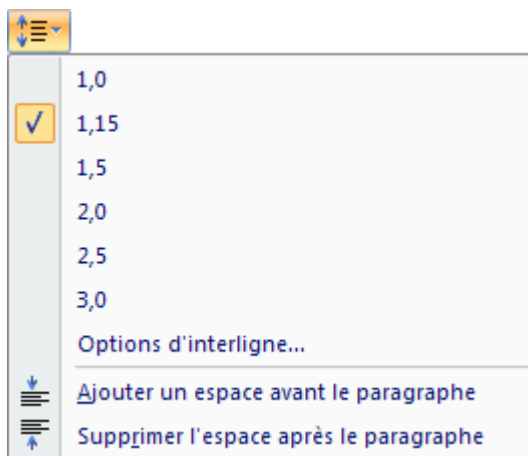 1,0
1,15
1,5
2,0
2,5
3,0
Options d'interligne...
Ajouter un espace avant le paragraphe
Supprimer l'espace après le paragraphe